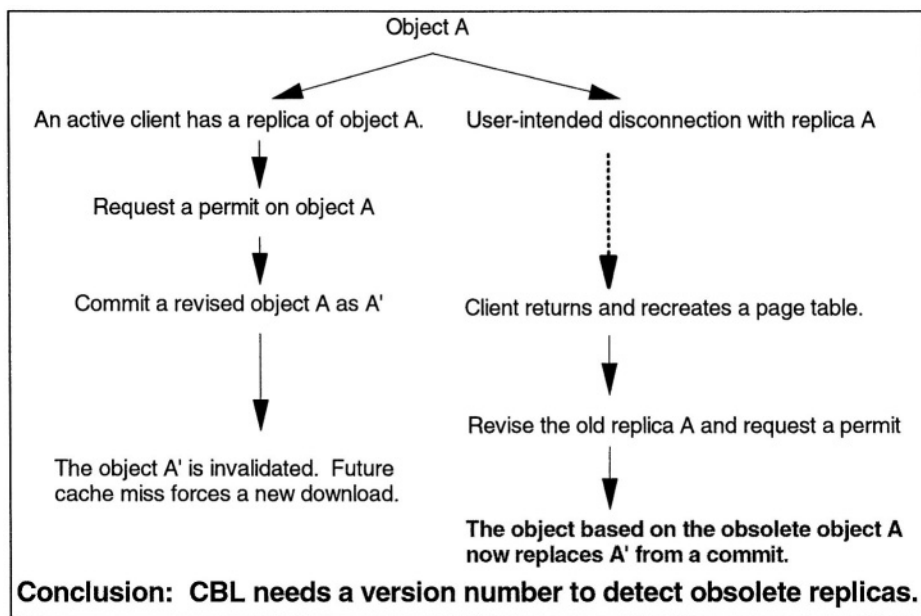 Object A
An active client has a replica of object A.
User-intended disconnection with replica A
Request a permit on object A
Commit a revised object A as A'
Client returns and recreates a page table.
Revise the old replica A and request a permit
The object A' is invalidated. Future
cache miss forces a new download.
The object based on the obsolete object A
now replaces A' from a commit.
Conclusion: CBL needs a version number to detect obsolete replicas.